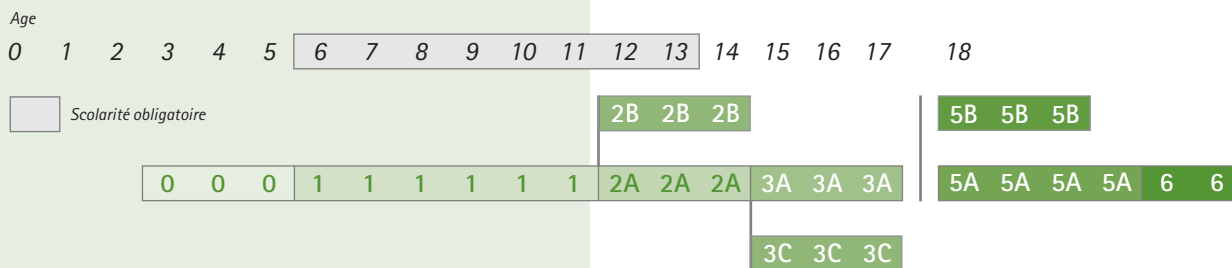 Age
0 1 2 3 4 5 6 7 8 9 10 11 12 13 14 15 16 17 18
Scolarité obligatoire
2B 2B 2B 5B 5B 5B
0 0 0 1 1 1 1 1 1 2A 2A 2A 3A 3A 3A 5A 5A 5A 5A 6 6
3C 3C 3C